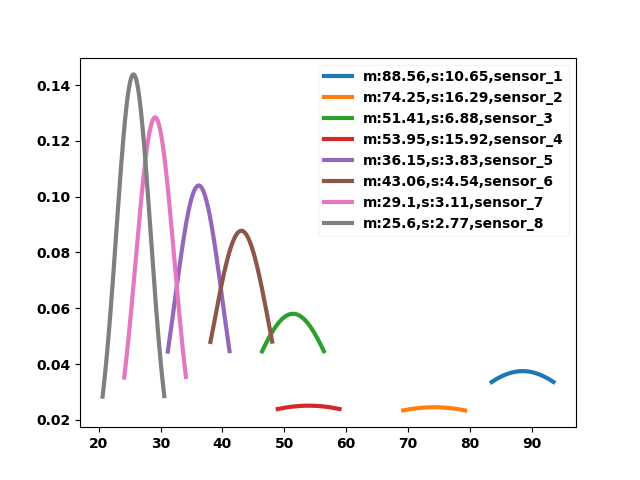 m:88.56,s:10.65,sensor_1
m:74.25,s:16.29,sensor_2
m:51.41,s:6.88,sensor_3
m:53.95,s:15.92,sensor_4
m:36.15,s:3.83,sensor_5
m:43.06,s:4.54,sensor_6
m:29.1,s:3.11,sensor_7
m:25.6,s:2.77,sensor_8
0.14
0.12
0.10
0.08
0.06
0.04
0.02
20 30 40 50 60 70 80 90